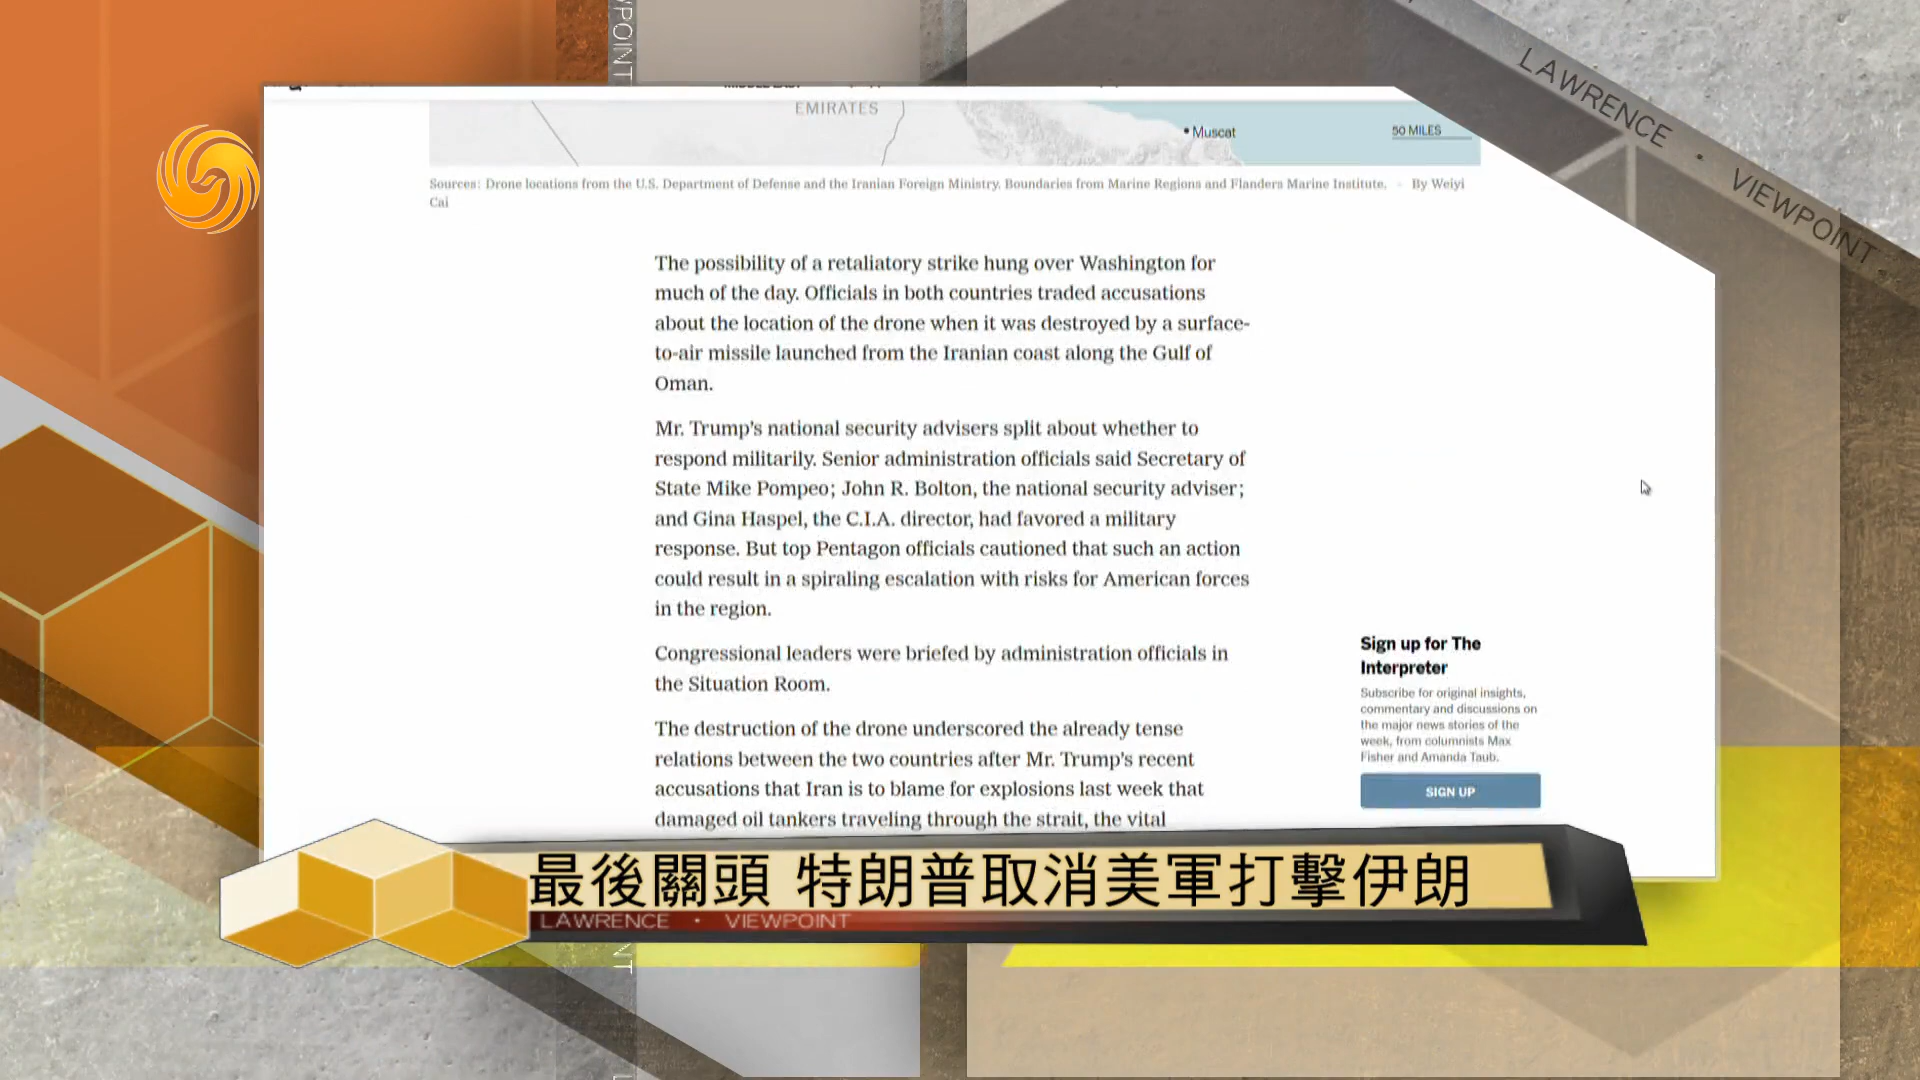 VPOINT
LAWRENCE • VIEWPOINT
EMIRATES
Muscat
50 MILES
Sources: Drone locations from the U.S. Department of Defense and the Iranian Foreign Ministry. Boundaries from Marine Regions and Flanders Marine Institute. • By Weiyi
Cai
The possibility of a retaliatory strike hung over Washington for
much of the day. Officials in both countries traded accusations
about the location of the drone when it was destroyed by a surface-
to-air missile launched from the Iranian coast along the Gulf of
Oman.
Mr. Trump's national security advisers split about whether to
respond militarily. Senior administration officials said Secretary of
State Mike Pompeo; John R. Bolton, the national security adviser;
and Gina Haspel, the C.I.A. director, had favored a military
response. But top Pentagon officials cautioned that such an action
could result in a spiraling escalation with risks for American forces
in the region.
Congressional leaders were briefed by administration officials in
the Situation Room.
The destruction of the drone underscored the already tense
relations between the two countries after Mr. Trump's recent
accusations that Iran is to blame for explosions last week that
damaged oil tankers traveling through the strait, the vital
Sign up for The
Interpreter
Subscribe for original insights,
commentary and discussions on
the major news stories of the
week, from columnists Max
Fisher and Amanda Taub.
SIGN UP
最後關頭 特朗普取消美軍打擊伊朗
LAWRENCE • VIEWPOINT